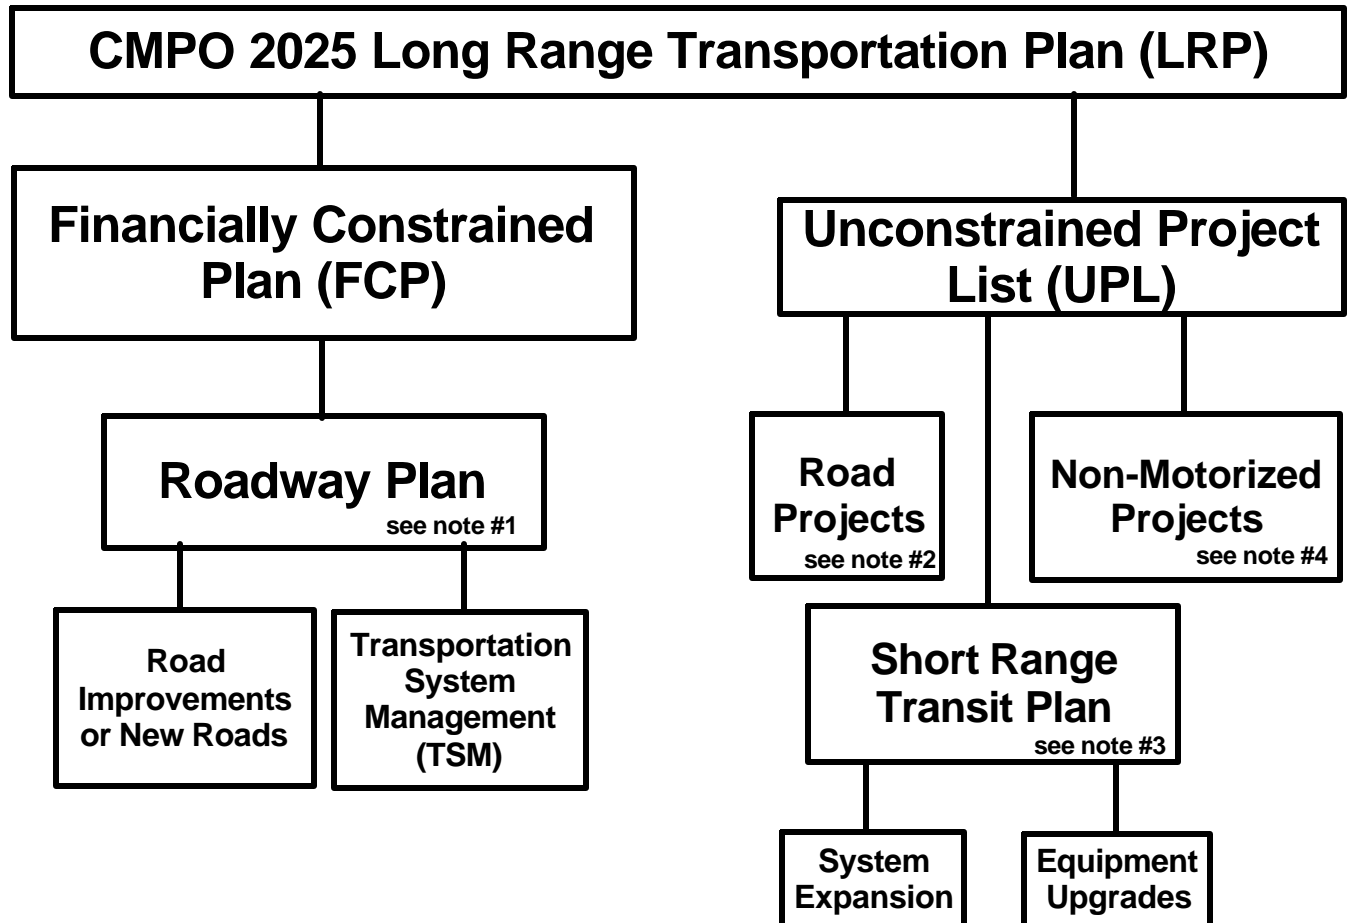 CMPO 2025 Long Range Transportation Plan (LRP)
Financially Constrained
Plan (FCP)
Unconstrained Project
List (UPL)
Roadway Plan
see note #1
Road
Projects
see note #2
Non-Motorized
Projects
see note #4
Road
Improvements
or New Roads
Transportation
System
Management
(TSM)
Short Range
Transit Plan
see note #3
System
Expansion
Equipment
Upgrades